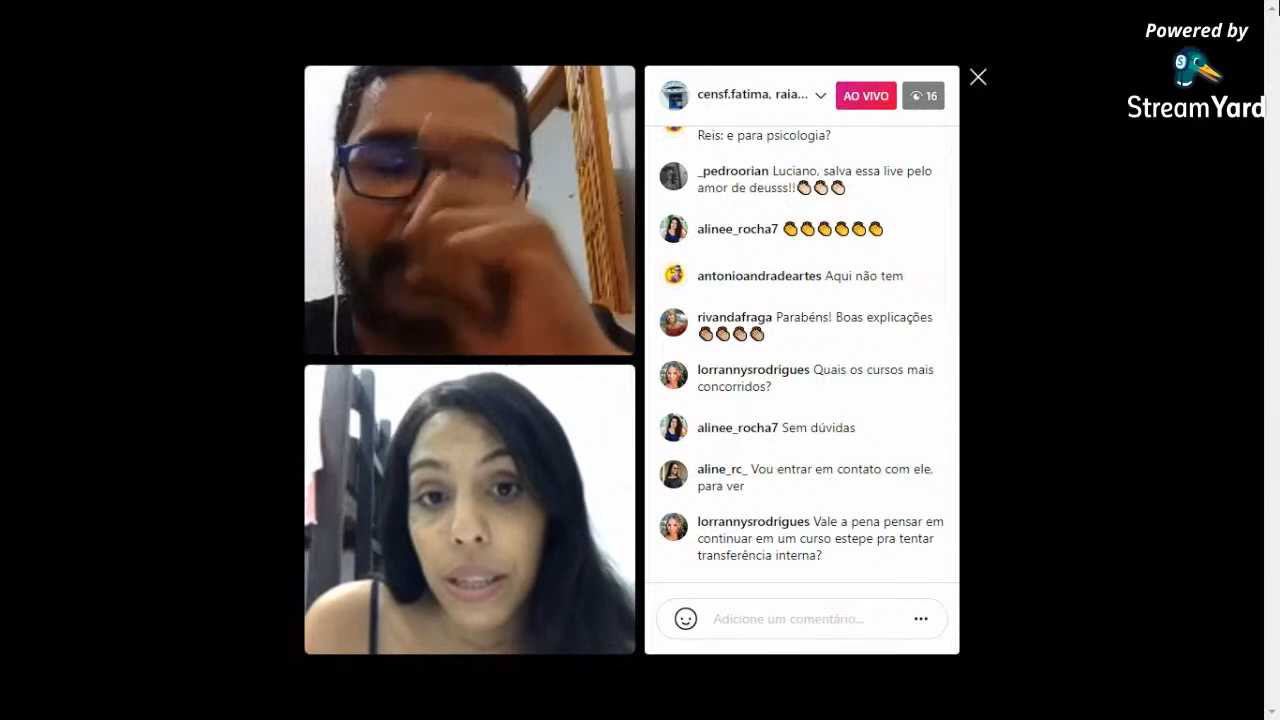 Powered by
StreamYard
censf.fatima, raia...
AO VIVO
16
Reis: e para psicologia?
_pedroorian Luciano, salva essa live pelo
amor de deusss!!👏🏻👏🏻👏🏻
alinee_rocha7 👏👏👏👏👏👏
antonioandradeartes Aqui não tem
rivandafraga Parabéns! Boas explicações
👏🏼👏🏼👏🏼👏🏼
lorrannysrodrigues Quais os cursos mais
concorridos?
alinee_rocha7 Sem dúvidas
aline_rc_ Vou entrar em contato com ele,
para ver
lorrannysrodrigues Vale a pena pensar em
continuar em um curso estepe pra tentar
transferência interna?
Adicione um comentário...